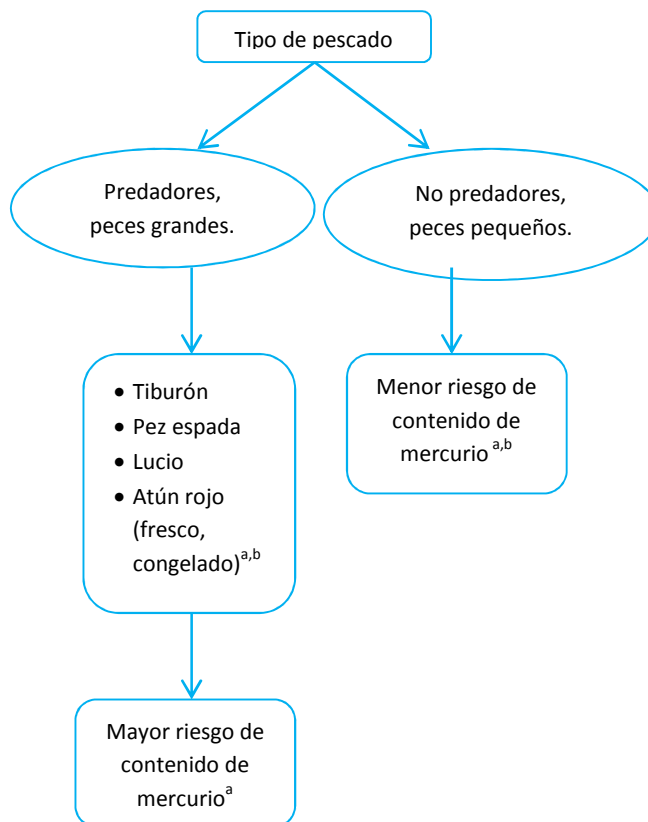 Tipo de pescado
Predadores,
peces grandes.
No predadores,
peces pequeños.
• Tiburón
• Pez espada
• Lucio
• Atún rojo
(fresco,
congelado)a,b
Menor riesgo de
contenido de
mercurio a,b
Mayor riesgo de
contenido de
mercurioa